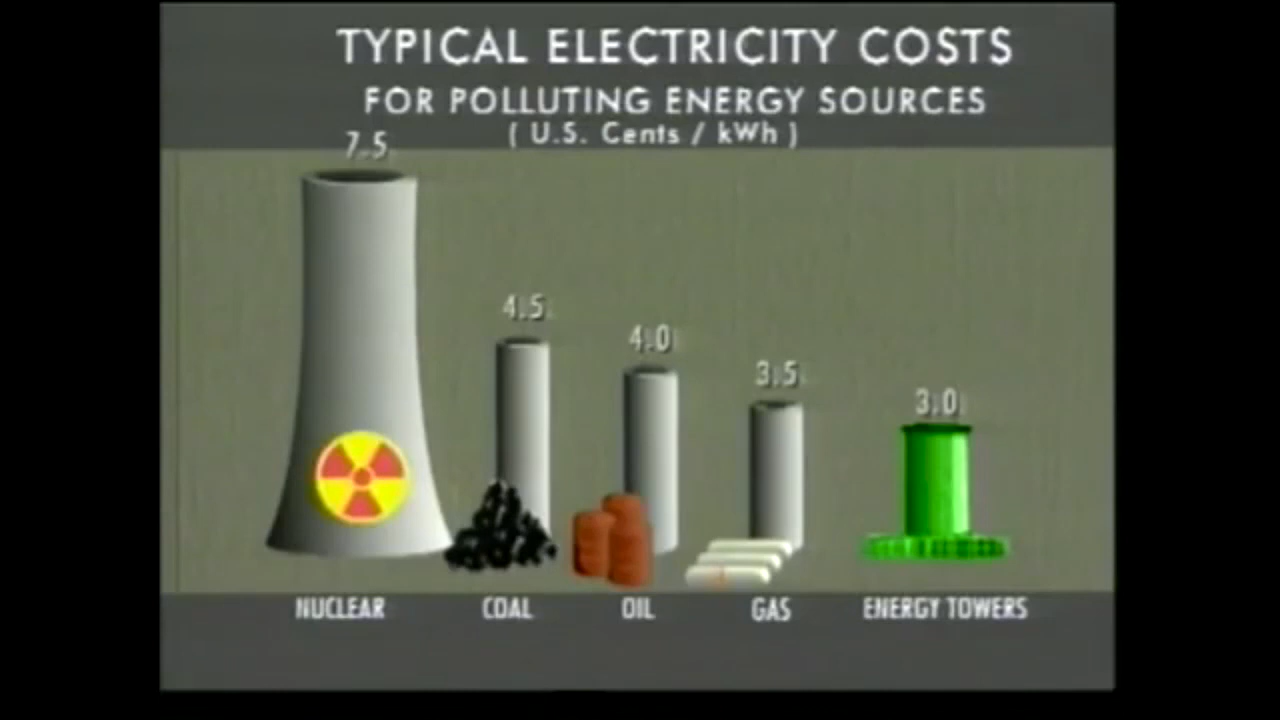 TYPICAL ELECTRICITY COSTS
FOR POLLUTING ENERGY SOURCES
( U.S. Cents / kWh )
7.5
4.5
4.0
3.5
3.0
NUCLEAR COAL OIL GAS ENERGY TOWERS